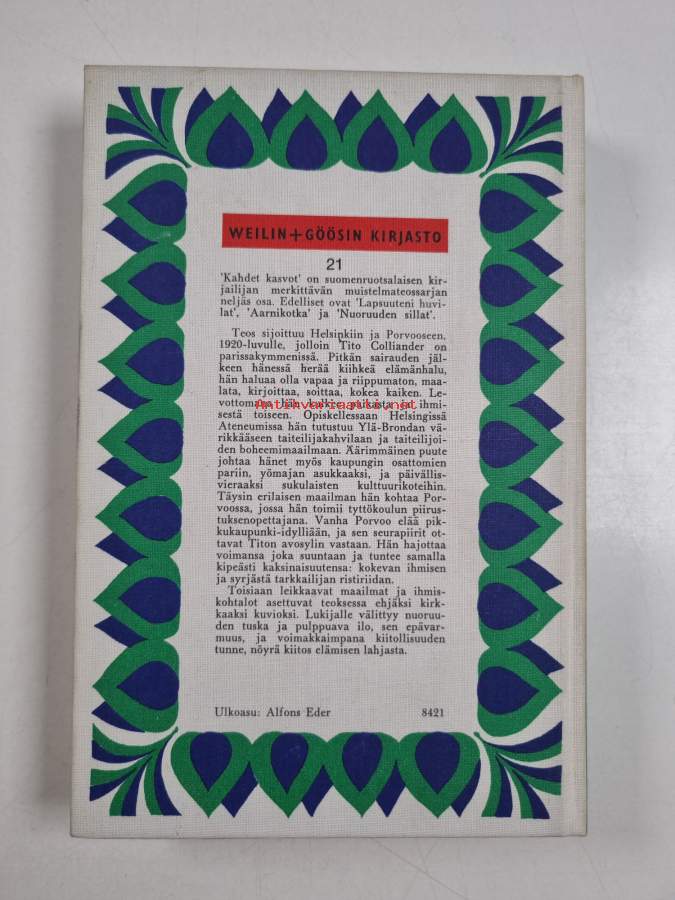 WEILIN+GÖÖSIN KIRJASTO
21
'Kahdet kasvot' on suomenruotsalaisen kir-
jailijan merkittävän muistelmateossarjan
neljäs osa. Edelliset ovat 'Lapsuuteni huvi-
lat', 'Aarnikotka' ja 'Nuoruuden sillat'.
Teos sijoittuu Helsinkiin ja Porvooseen,
1920-luvulle, jolloin Tito Colliander on
parissakymmenissä. Pitkän sairauden jäl-
keen hänessä herää kiihkeä elämänhalu,
hän haluaa olla vapaa ja riippumaton, maa-
lata, kirjoittaa, soittaa, kokea kaiken. Le-
vottomana hän kulkee paikasta ja ihmi-
Antikvariaatti.net
sestä toiseen. Opiskellessaan Helsingissä
Ateneumissa hän tutustuu Ylä-Brondan vä-
rikkääseen taiteilijakahvilaan ja taiteilijoi-
den boheemimaailmaan. Äärimmäinen puute
johtaa hänet myös kaupungin osattomien
pariin, yömajan asukkaaksi, ja päivällis-
vieraaksi sukulaisten kulttuurikoteihin.
Täysin erilaisen maailman hän kohtaa Por-
voossa, jossa hän toimii tyttökoulun piirus-
tuksenopettajana. Vanha Porvoo elää pik-
kukaupunki-idylliään, ja sen seurapiirit ot-
tavat Titon avosylin vastaan. Hän hajottaa
voimansa joka suuntaan ja tuntee samalla
kipeästi kaksinaisuutensa: kokevan ihmisen
ja syrjästä tarkkailijan ristiriidan.
Toisiaan leikkaavat maailmat ja ihmis-
kohtalot asettuvat teoksessa ehjäksi kirk-
kaaksi kuvioksi. Lukijalle välittyy nuoruu-
den tuska ja pulppuava ilo, sen epävar-
muus, ja voimakkaimpana kiitollisuuden
tunne, nöyrä kiitos elämisen lahjasta.
Ulkoasu: Alfons Eder 8421